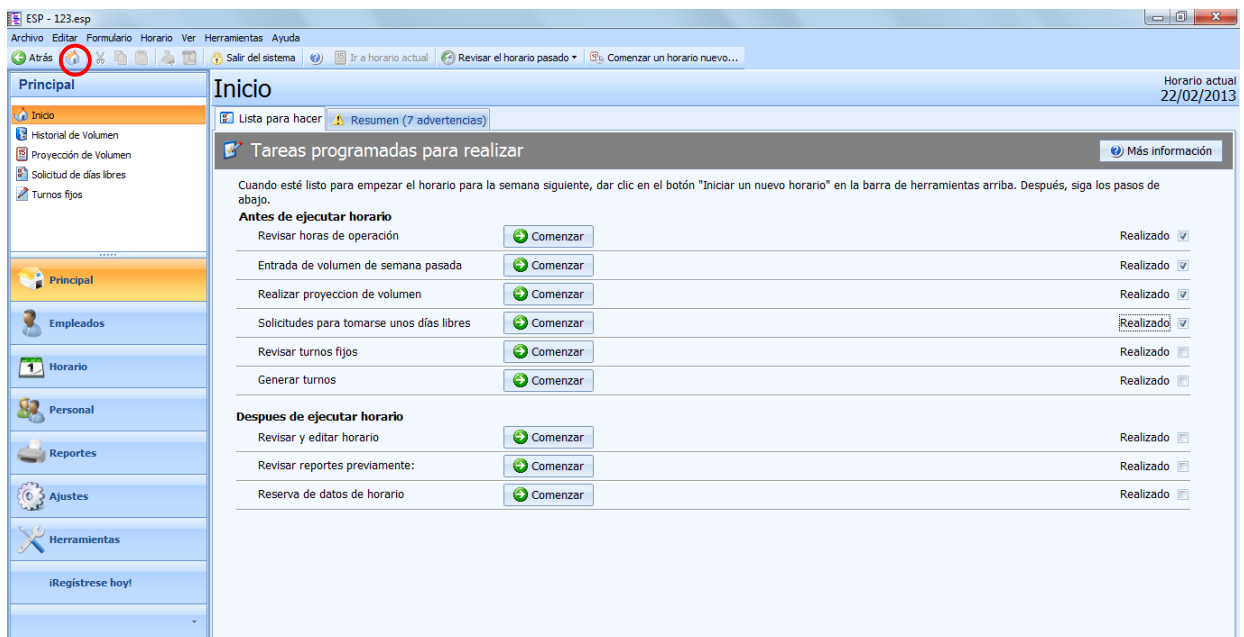 ESP - 123.esp
Archivo Editar Formulario Horario Ver Herramientas Ayuda
Atrás Salir del sistema Ir a horario actual Revisar el horario pasado Comenzar un horario nuevo...
Principal
Inicio
Historial de Volumen
Proyección de Volumen
Solicitud de días libres
Turnos fijos
Principal
Empleados
Horario
Personal
Reportes
Ajustes
Herramientas
¡Regístrese hoy!
Inicio
Horario actual
22/02/2013
Lista para hacer Resumen (7 advertencias)
Tareas programadas para realizar Más información
Cuando esté listo para empezar el horario para la semana siguiente, dar clic en el botón "Iniciar un nuevo horario" en la barra de herramientas arriba. Después, siga los pasos de
abajo.
Antes de ejecutar horario
Revisar horas de operación Comenzar Realizado
Entrada de volumen de semana pasada Comenzar Realizado
Realizar proyeccion de volumen Comenzar Realizado
Solicitudes para tomarse unos días libres Comenzar Realizado
Revisar turnos fijos Comenzar Realizado
Generar turnos Comenzar Realizado
Despues de ejecutar horario
Revisar y editar horario Comenzar Realizado
Revisar reportes previamente: Comenzar Realizado
Reserva de datos de horario Comenzar Realizado